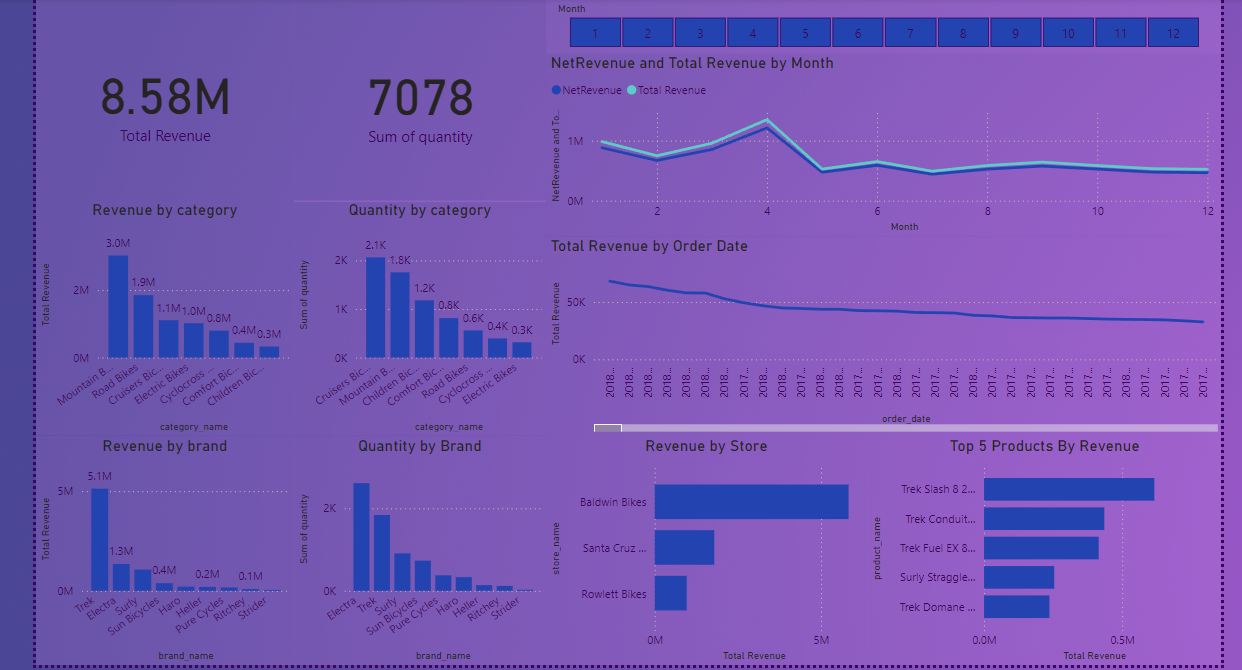 Month
1 2 3 4 5 6 7 8 9 10 11 12
8.58M
Total Revenue
7078
Sum of quantity
NetRevenue and Total Revenue by Month
NetRevenue Total Revenue
NetRevenue and To...
1M
0M
2 4 6 8 10 12
Month
Revenue by category
Total Revenue
2M
0M
3.0M
1.9M
1.1M
1.0M
0.8M
0.4M
0.3M
Mountain B...
Road Bikes
Cruisers Bic...
Electric Bikes
Cyclocross ...
Comfort Bic...
Children Bic...
category_name
Quantity by category
Sum of quantity
2K
1K
0K
2.1K
1.8K
1.2K
0.8K
0.6K
0.4K
0.3K
Cruisers Bic...
Mountain B...
Children Bic...
Comfort Bic...
Road Bikes
Cyclocross ...
Electric Bikes
category_name
Total Revenue by Order Date
Total Revenue
50K
0K
2018... 2018... 2018... 2018... 2018... 2018... 2017... 2018... 2018... 2017... 2017... 2018... 2018... 2017... 2017... 2017... 2018... 2017... 2018... 2017... 2017... 2017... 2017... 2018... 2017... 2018... 2017... 2017... 2017... 2017...
order_date
Revenue by brand
Total Revenue
5M
0M
5.1M
1.3M
0.4M
0.2M
0.1M
Trek
Electra
Surly
Sun Bicycles
Haro
Heller
Pure Cycles
Ritchey
Strider
brand_name
Quantity by Brand
Sum of quantity
2K
0K
Electra
Trek
Surly
Sun Bicycles
Pure Cycles
Haro
Heller
Ritchey
Strider
brand_name
Revenue by Store
store_name
Baldwin Bikes
Santa Cruz ...
Rowlett Bikes
0M 5M
Total Revenue
Top 5 Products By Revenue
product_name
Trek Slash 8 2...
Trek Conduit...
Trek Fuel EX 8...
Surly Straggle...
Trek Domane ...
0.0M 0.5M
Total Revenue